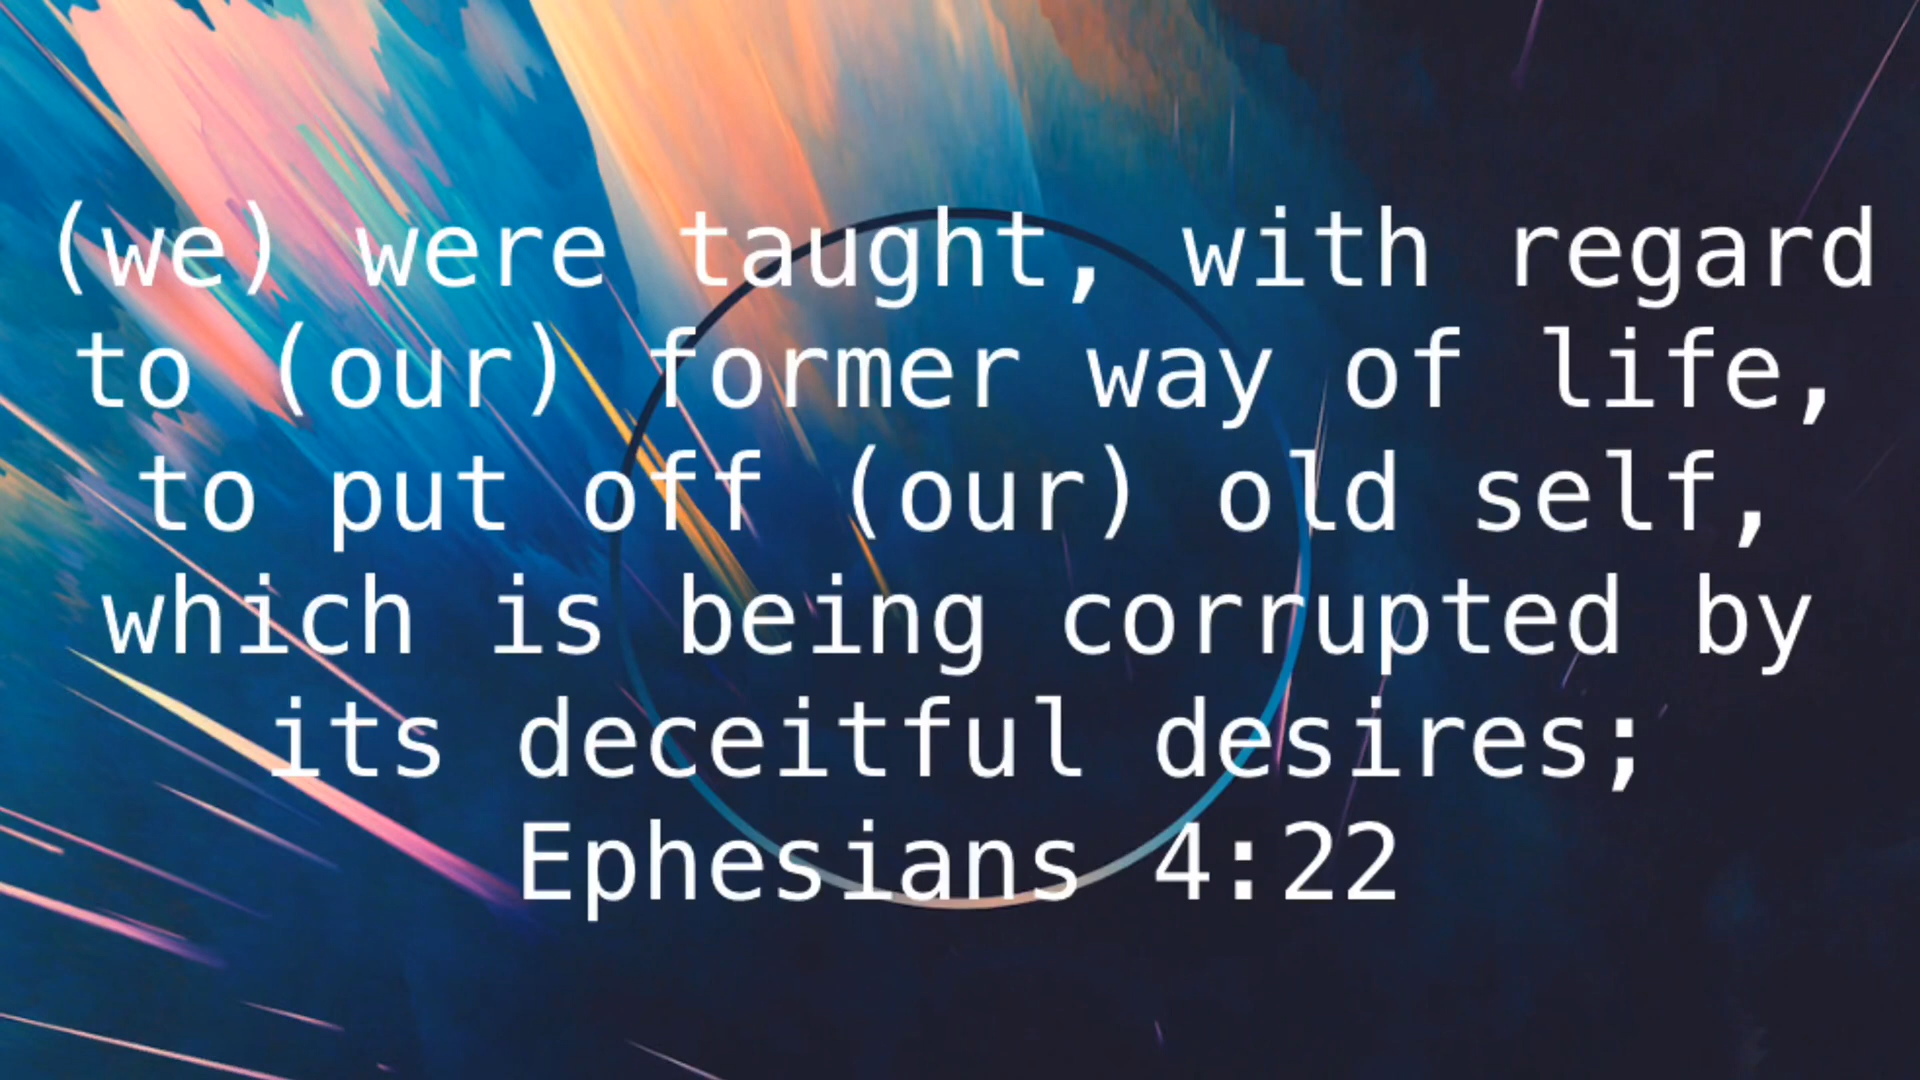 (we) were taught, with regard
to (our) former way of life,
to put off (our) old self,
which is being corrupted by
its deceitful desires;
Ephesians 4:22